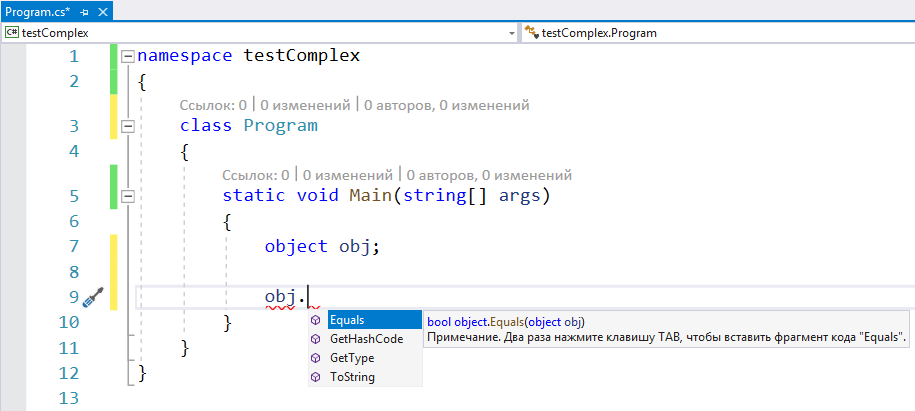 Program.cs*
C# testComplex
testComplex.Program
1 namespace testComplex
2 {
Ссылок: 0 | 0 изменений | 0 авторов, 0 изменений
3 class Program
4 {
Ссылок: 0 | 0 изменений | 0 авторов, 0 изменений
5 static void Main(string[] args)
6 {
7 object obj;
8
9 obj.
10 }
11 }
12 }
13
Equals
GetHashCode
GetType
ToString
bool object.Equals(object obj)
Примечание. Два раза нажмите клавишу TAB, чтобы вставить фрагмент кода "Equals".